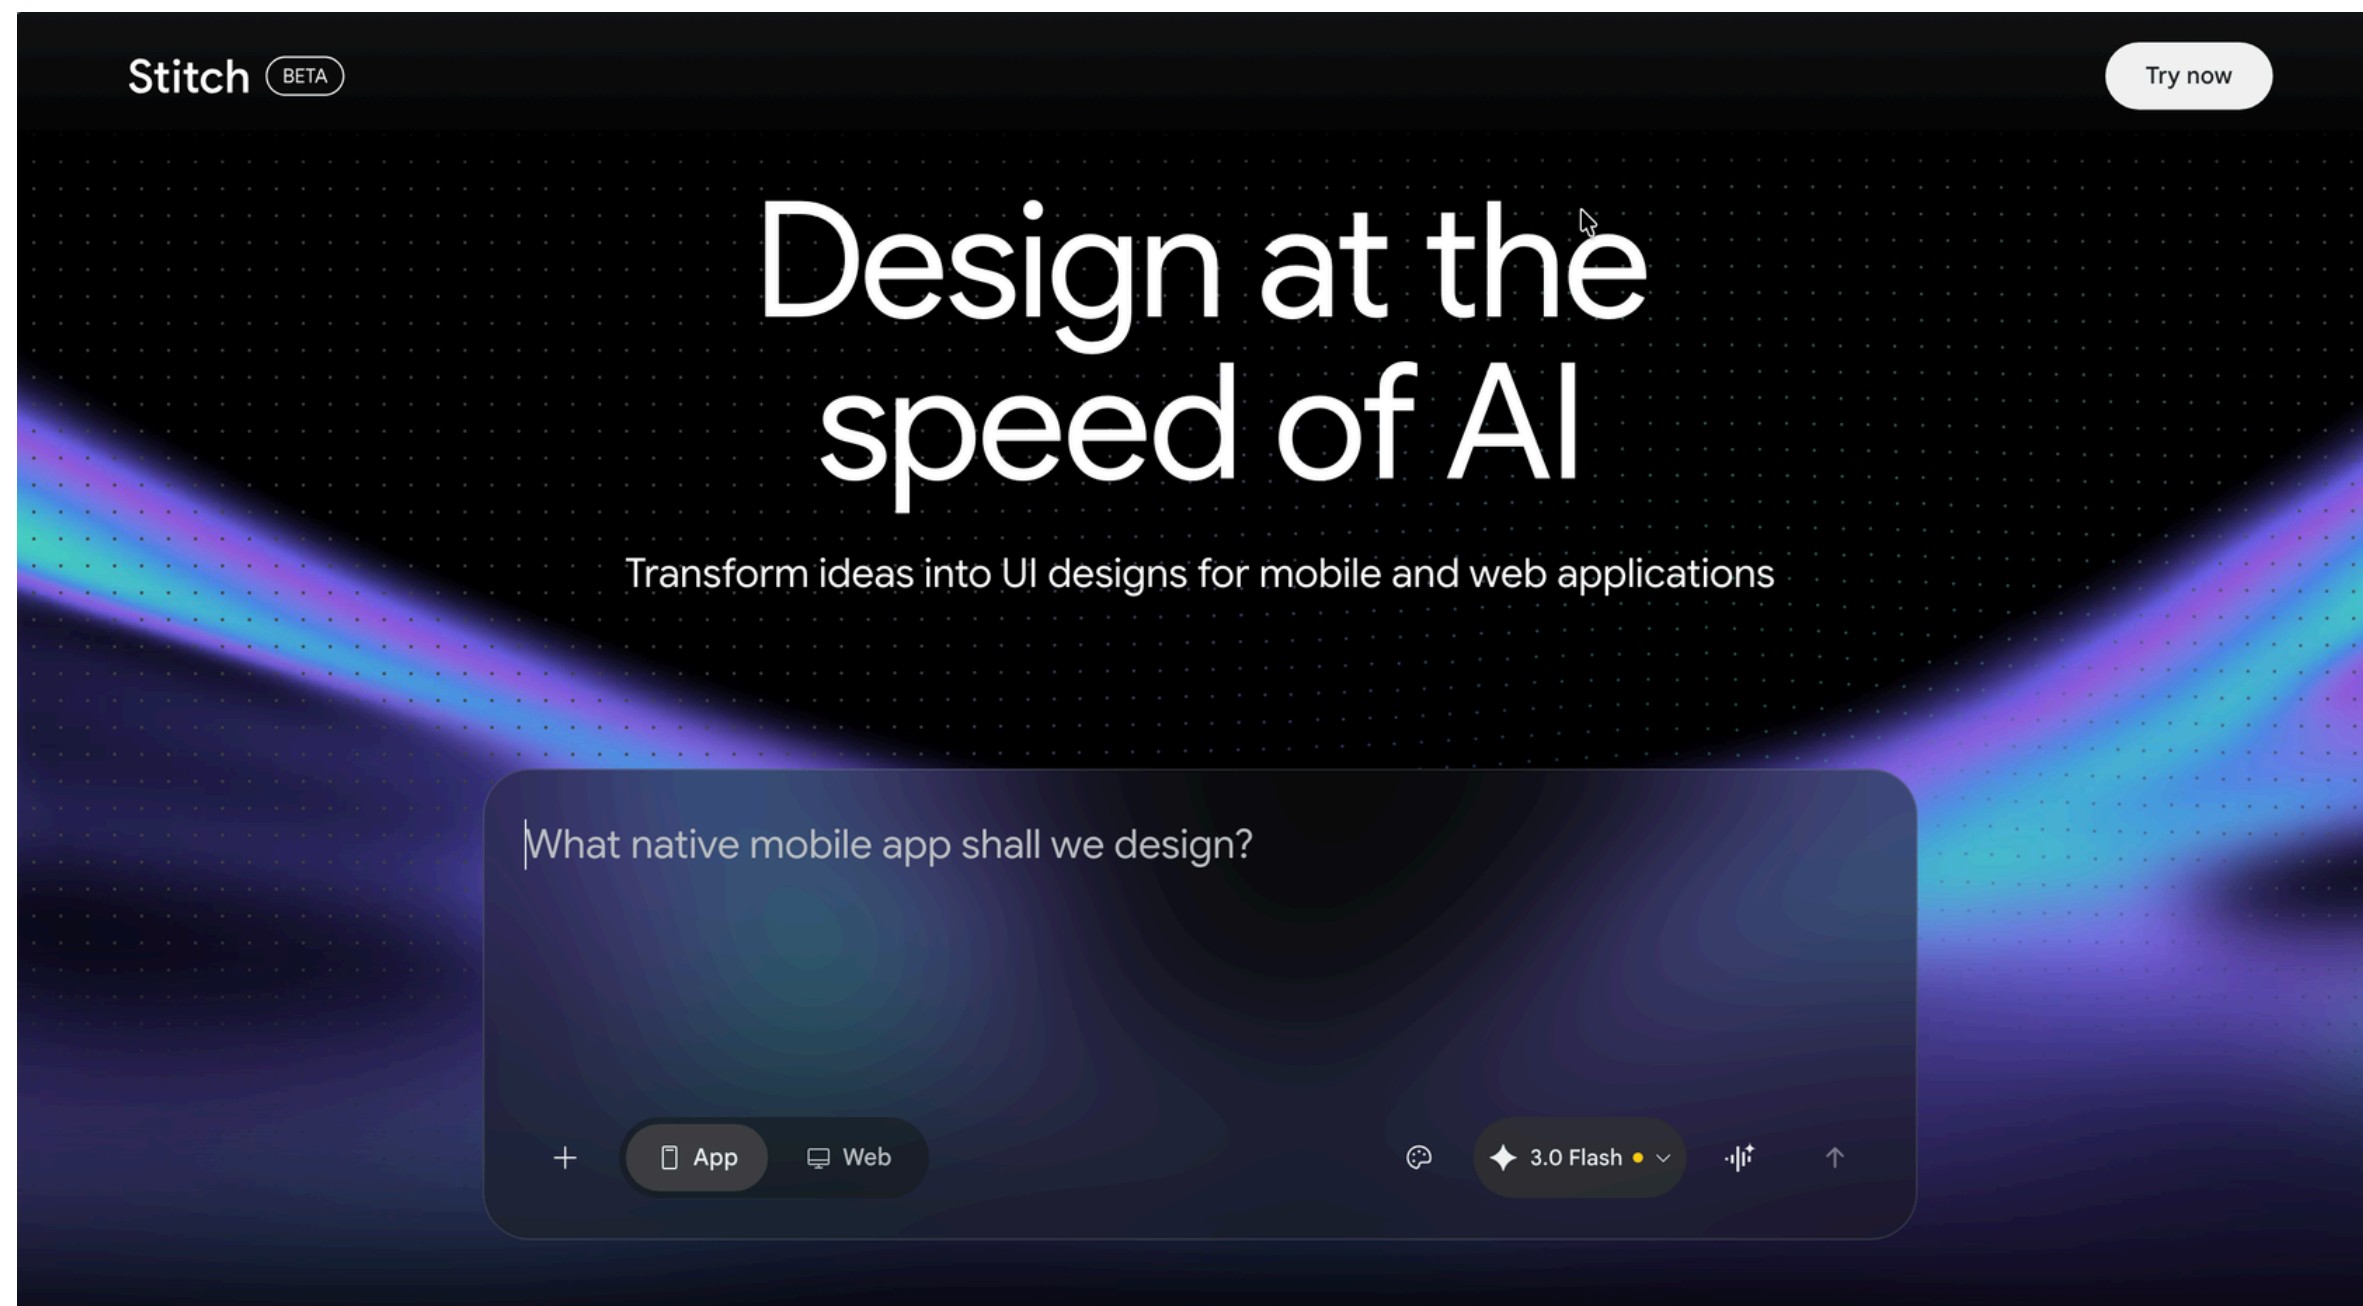 Stitch BETA
Try now
Design at the
speed of AI
Transform ideas into UI designs for mobile and web applications
What native mobile app shall we design?
App
Web
3.0 Flash